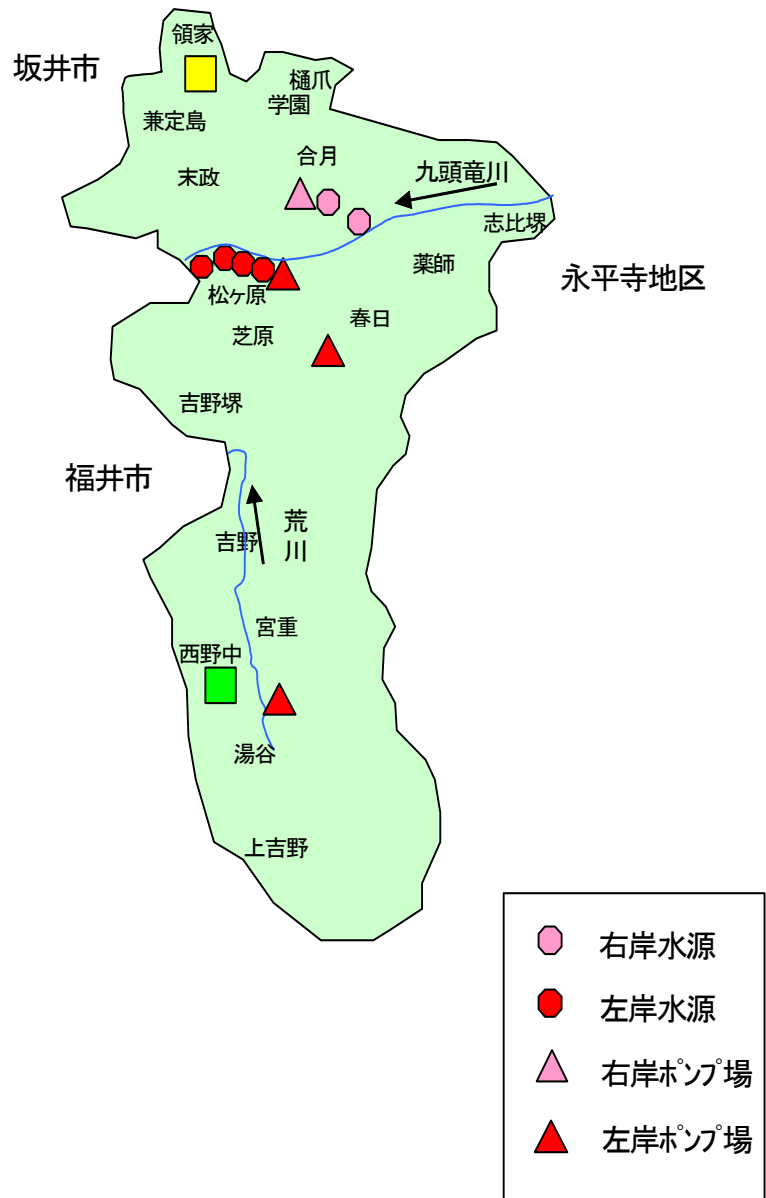 領家
坂井市
樋爪
学園
兼定島
合月
九頭竜川
末政
志比堺
薬師
永平寺地区
松ヶ原
春日
芝原
吉野堺
福井市
荒川
吉野
宮重
西野中
湯谷
上吉野
右岸水源
左岸水源
右岸ﾎﾟﾝﾌﾟ場
左岸ﾎﾟﾝﾌﾟ場